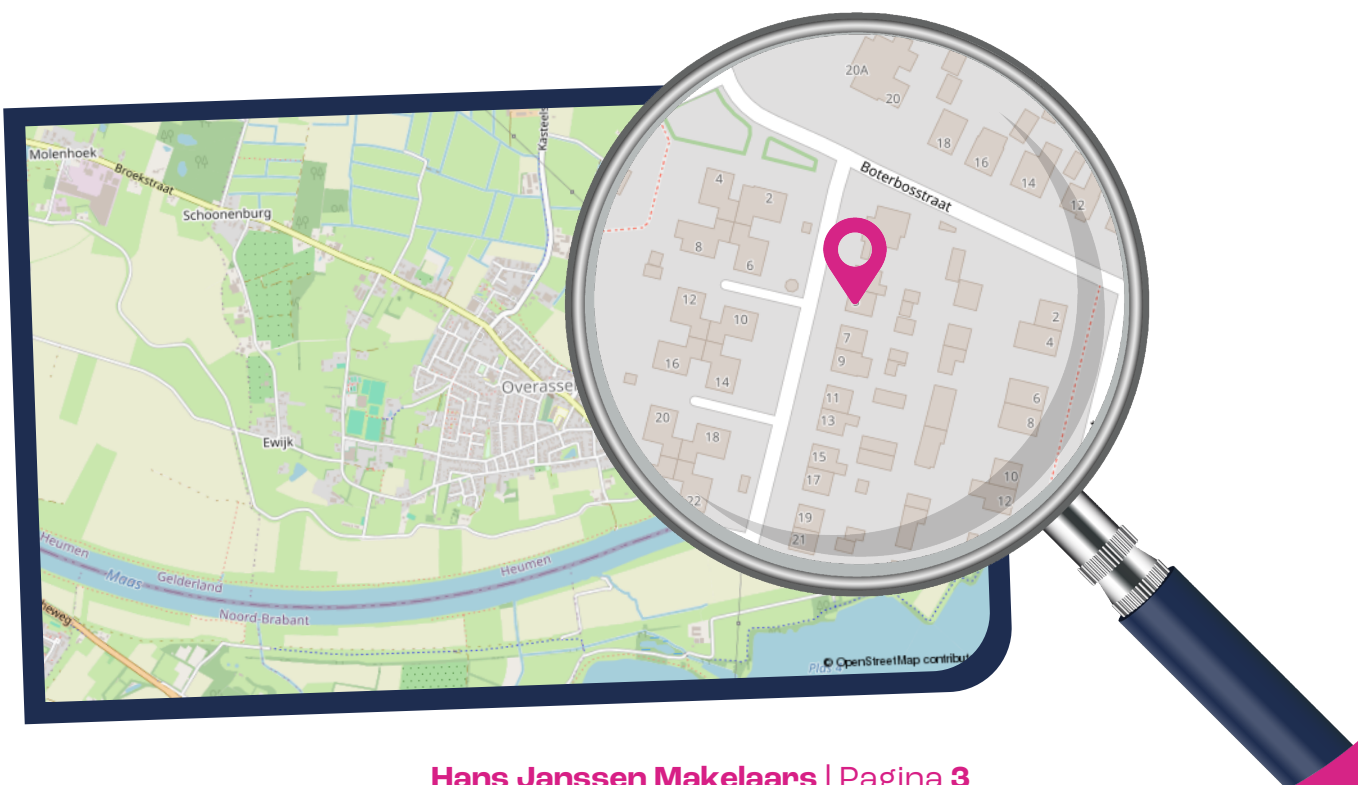 Molenhoek
Broekstraat
Schoonenburg
Kasteels
Overassel
Ewijk
Heumen
Maas
Gelderland
Noord-Brabant
Heumen
heweg
© OpenStreetMap contribut
20A
20
18
16
14
12
Boterbosstraat
4
2
8
6
12
10
16
14
20
18
22
7
9
11
13
15
17
19
21
2
4
6
8
10
12
Hans Janssen Makelaars | Pagina 3